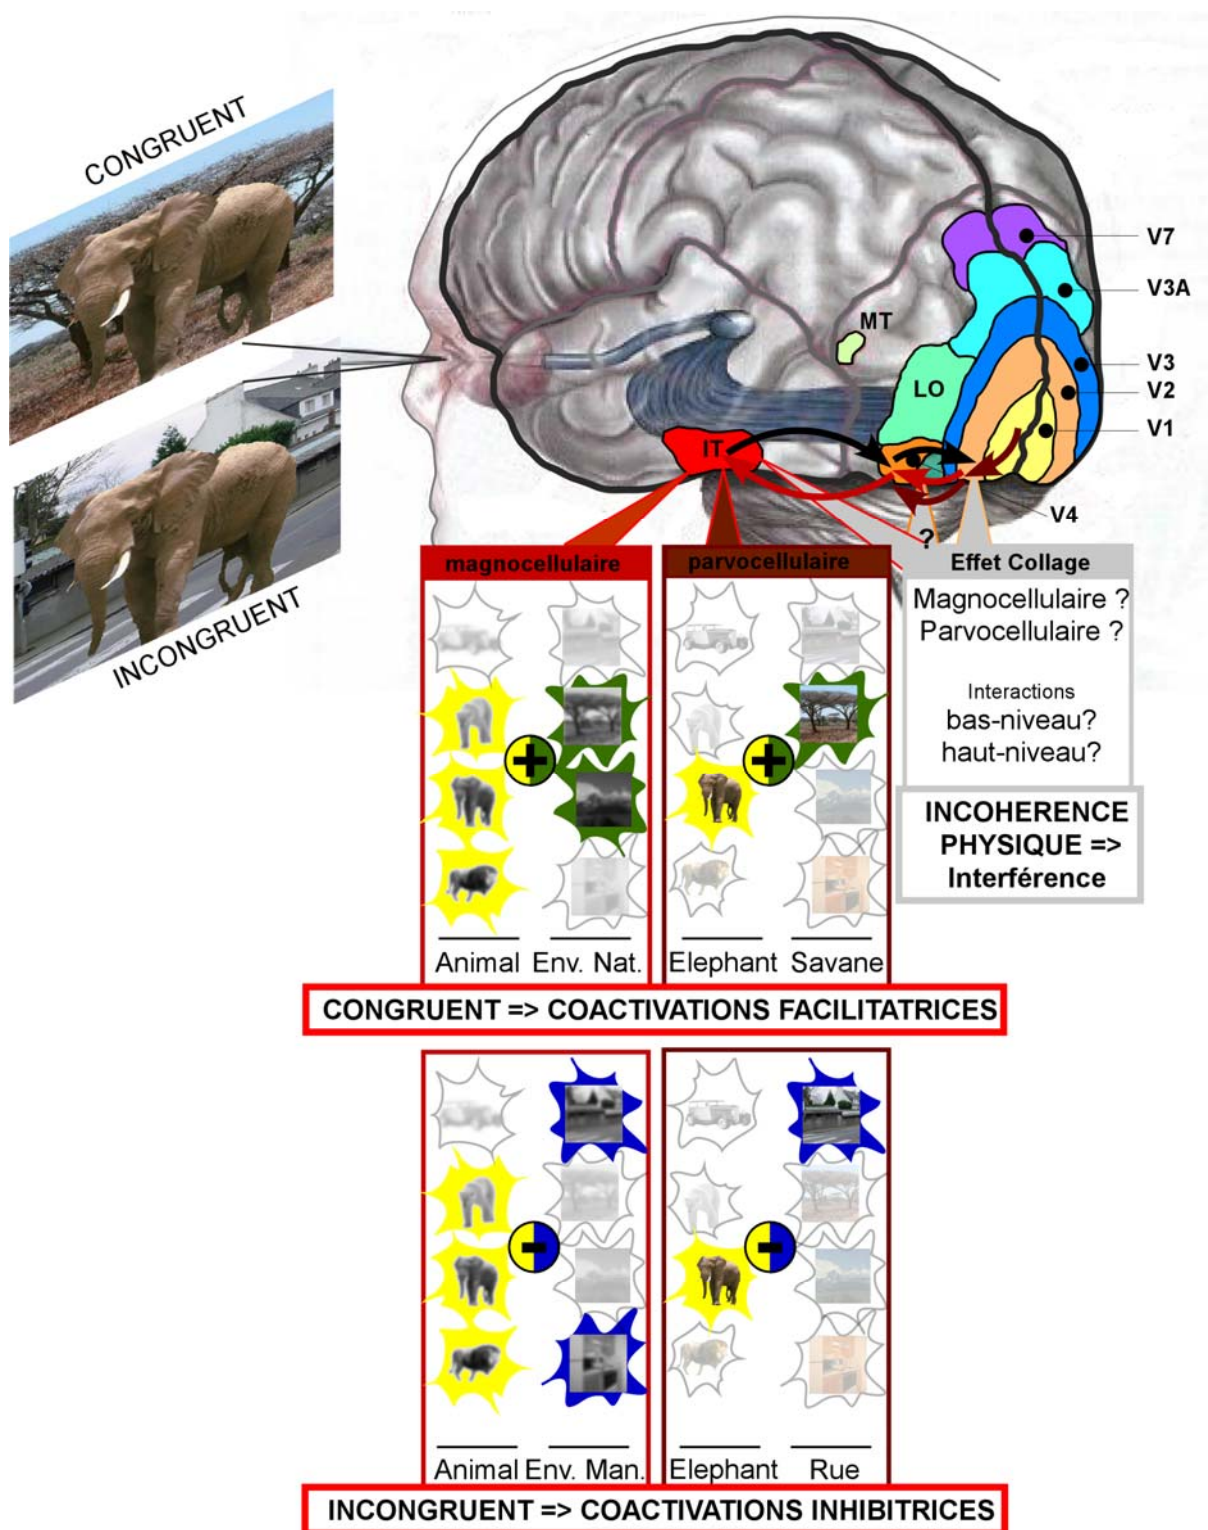 CONGRUENT
INCONGRUENT
V7
V3A
MT
V3
V2
LO
V1
IT
V4
?
magnocellulaire
parvocellulaire
Effet Collage
Magnocellulaire ?
Parvocellulaire ?
Interactions
bas-niveau?
haut-niveau?
INCOHERENCE
PHYSIQUE =>
Interférence
+
+
Animal
Env. Nat.
Elephant
Savane
CONGRUENT => COACTIVATIONS FACILITATRICES
-
-
Animal
Env. Man.
Elephant
Rue
INCONGRUENT => COACTIVATIONS INHIBITRICES